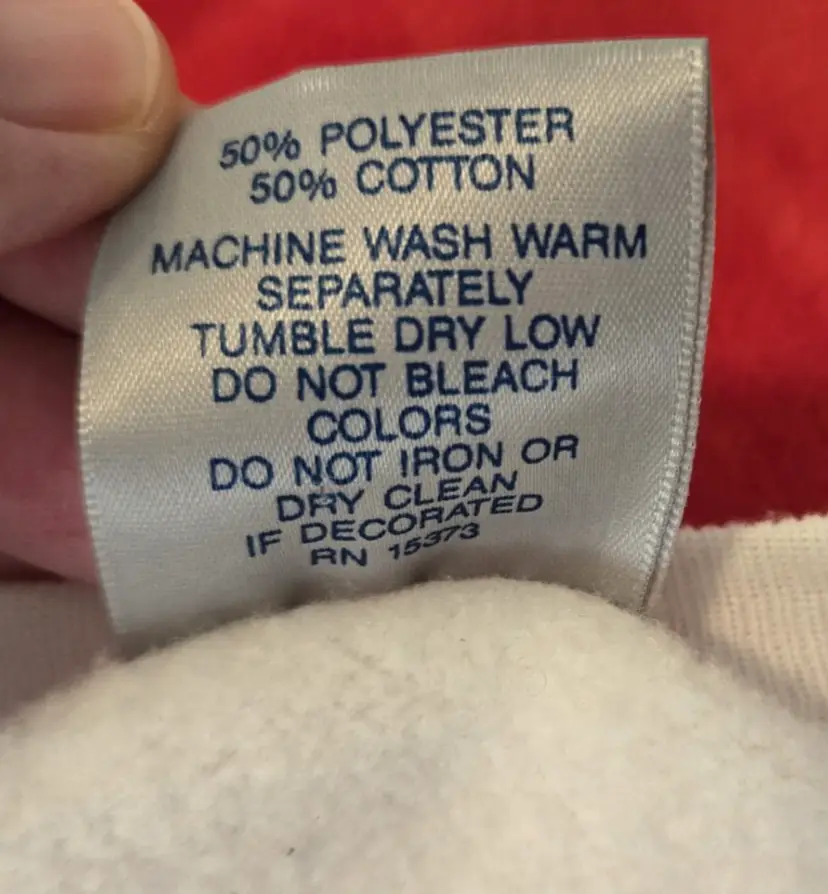 50% POLYESTER
50% COTTON
MACHINE WASH WARM
SEPARATELY
TUMBLE DRY LOW
DO NOT BLEACH
COLORS
DO NOT IRON OR
DRY CLEAN
IF DECORATED
RN 15373